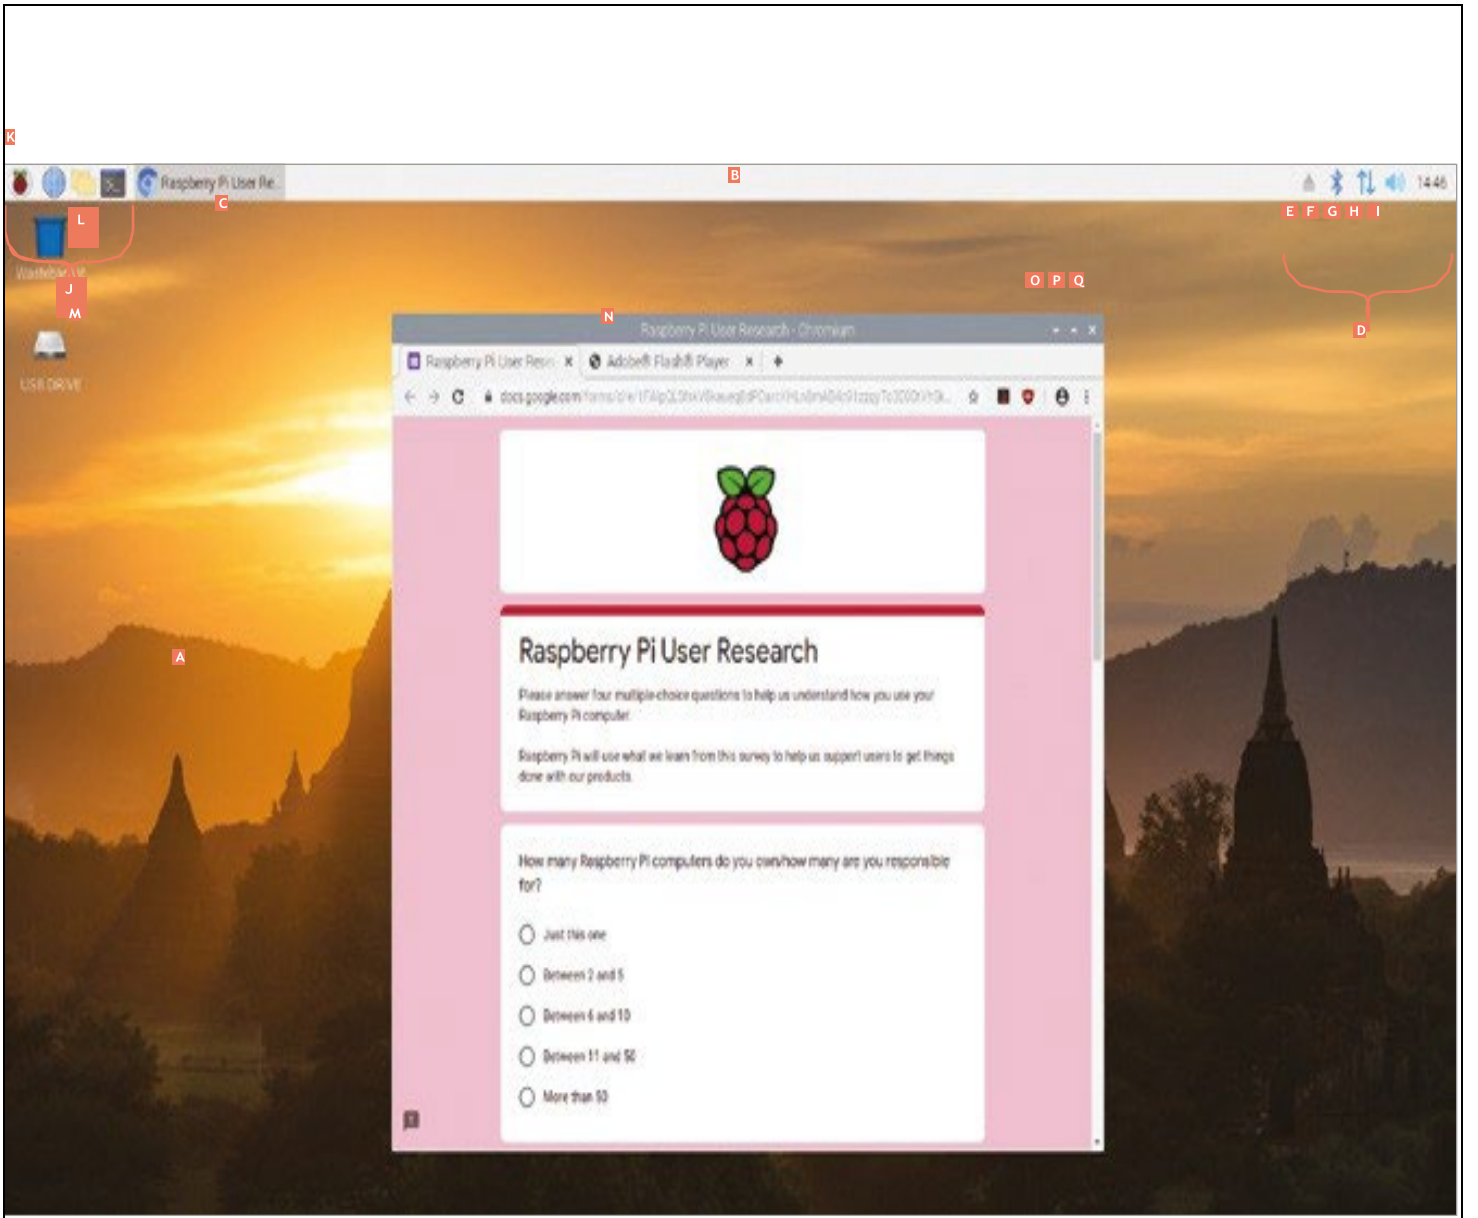 K
Raspberry Pi User Re...
B
14:46
C
L
E F G H I
Wastebasket
J
M
O P Q
D
N
Raspberry Pi User Research - Chromium
USB DRIVE
Raspberry Pi User Rese
Adobe® Flash® Player
docs.google.com
A
Raspberry Pi User Research
Please answer four multiple-choice questions to help us understand how you use your
Raspberry Pi computer.
Raspberry Pi will use what we learn from this survey to help us support users to get things
done with our products.
How many Raspberry Pi computers do you own/how many are you responsible
for?
Just this one
Between 2 and 5
Between 6 and 10
Between 11 and 50
More than 50